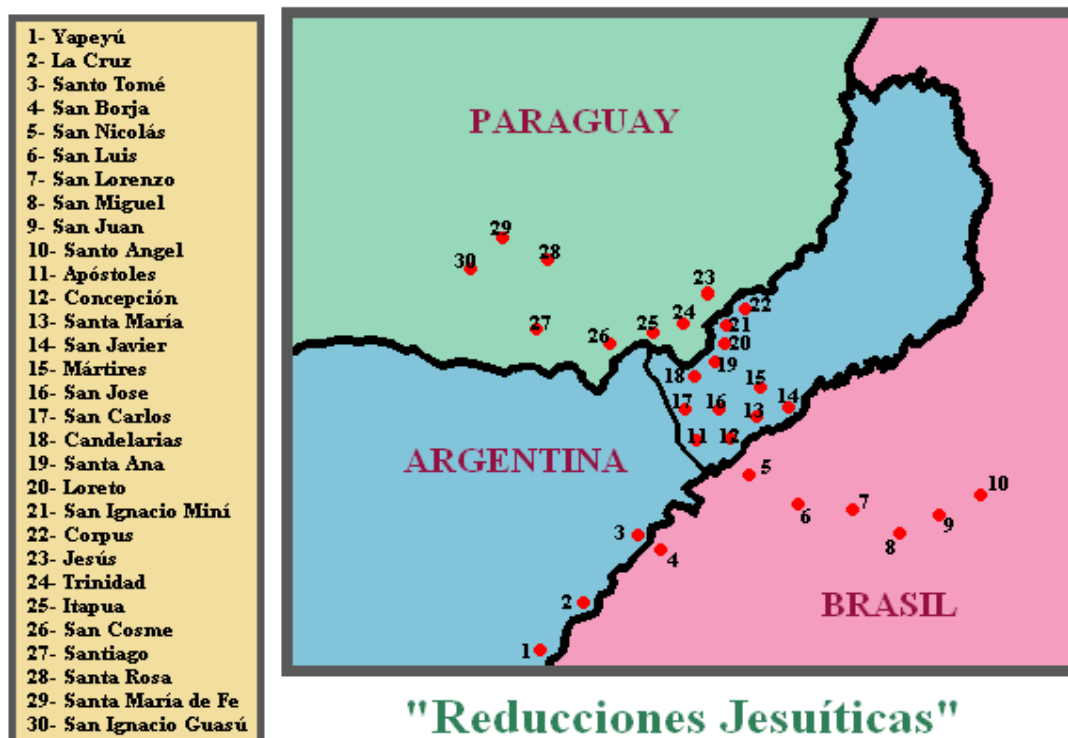 1- Yapeyú
2- La Cruz
3- Santo Tomé
4- San Borja
5- San Nicolás
6- San Luis
7- San Lorenzo
8- San Miguel
9- San Juan
10- Santo Angel
11- Apóstoles
12- Concepción
13- Santa María
14- San Javier
15- Mártires
16- San Jose
17- San Carlos
18- Candelarias
19- Santa Ana
20- Loreto
21- San Ignacio Miní
22- Corpus
23- Jesús
24- Trinidad
25- Itapua
26- San Cosme
27- Santiago
28- Santa Rosa
29- Santa María de Fe
30- San Ignacio Guasú
PARAGUAY
29
28
30
23
22
27
24
21
25
26
20
19
18
15
17
16
14
13
11
12
ARGENTINA
5
10
6
7
9
3
8
4
BRASIL
2
1
"Reducciones Jesuíticas"